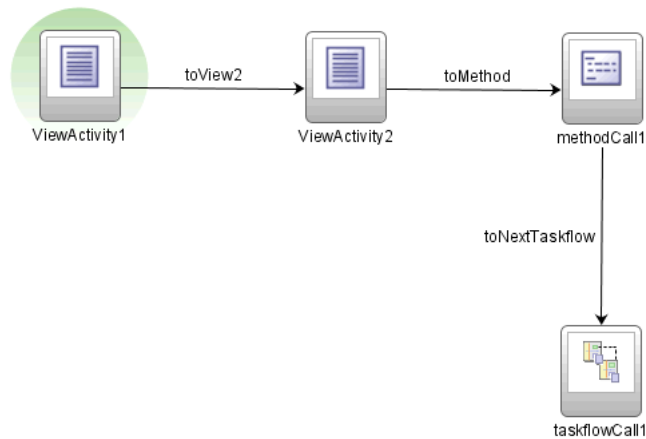 toView2
toMethod
ViewActivity1
ViewActivity2
methodCall1
toNextTaskflow
taskflowCall1